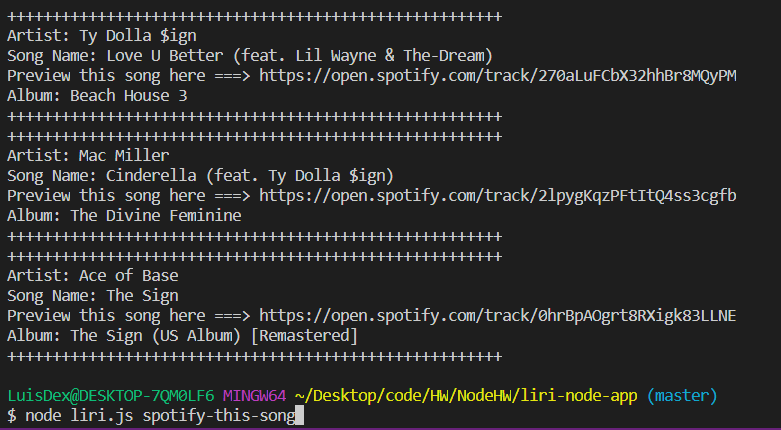 ++++++++++++++++++++++++++++++++++++++++++++++++++++++++++++
Artist: Ty Dolla $ign
Song Name: Love U Better (feat. Lil Wayne & The-Dream)
Preview this song here ===> https://open.spotify.com/track/270aLuFCbX32hhBr8MQyPM
Album: Beach House 3
++++++++++++++++++++++++++++++++++++++++++++++++++++++++++++
++++++++++++++++++++++++++++++++++++++++++++++++++++++++++++
Artist: Mac Miller
Song Name: Cinderella (feat. Ty Dolla $ign)
Preview this song here ===> https://open.spotify.com/track/2lpygKqzPFtItQ4ss3cgfb
Album: The Divine Feminine
++++++++++++++++++++++++++++++++++++++++++++++++++++++++++++
++++++++++++++++++++++++++++++++++++++++++++++++++++++++++++
Artist: Ace of Base
Song Name: The Sign
Preview this song here ===> https://open.spotify.com/track/0hrBpAOgrt8RXigk83LLNE
Album: The Sign (US Album) [Remastered]
++++++++++++++++++++++++++++++++++++++++++++++++++++++++++++
LuisDex@DESKTOP-7QM0LF6 MINGW64 ~/Desktop/code/HW/NodeHW/liri-node-app (master)
$ node liri.js spotify-this-song